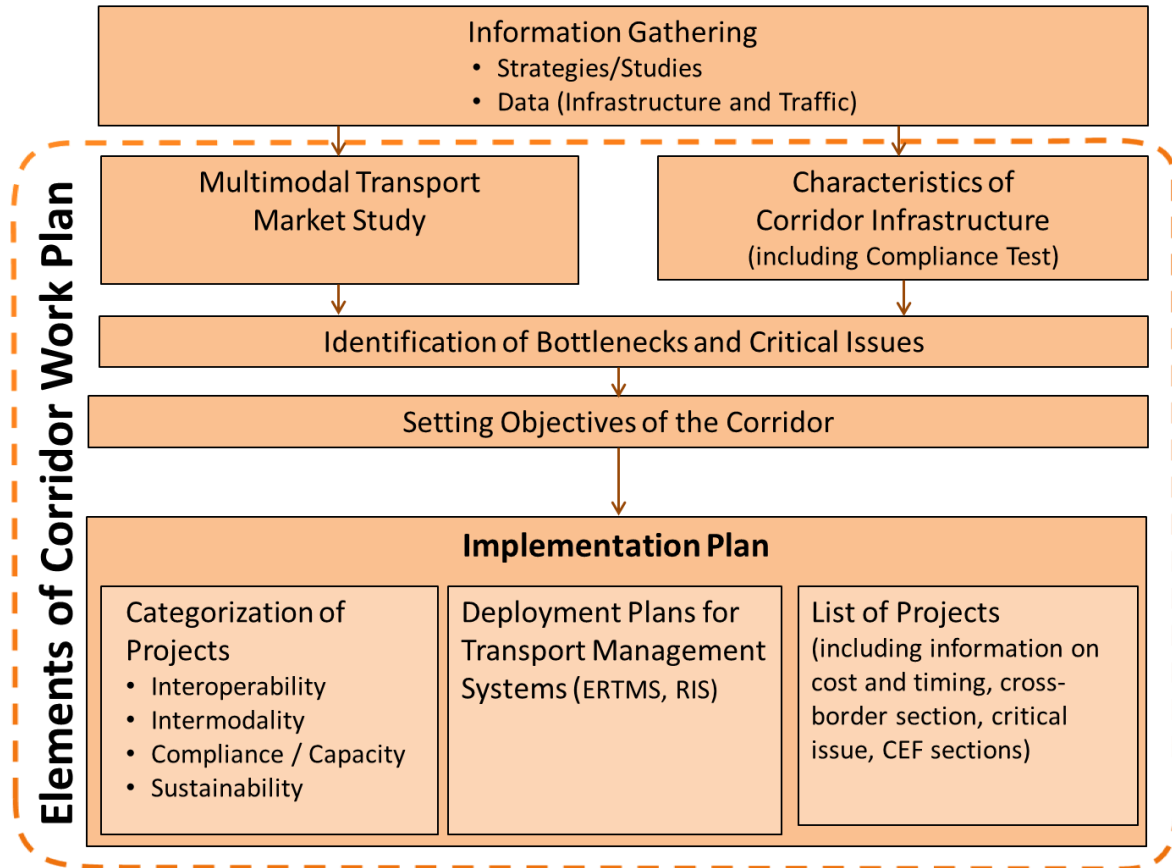 Information Gathering
• Strategies/Studies
• Data (Infrastructure and Traffic)
Elements of Corridor Work Plan
Multimodal Transport
Market Study
Characteristics of
Corridor Infrastructure
(including Compliance Test)
Identification of Bottlenecks and Critical Issues
Setting Objectives of the Corridor
Implementation Plan
Categorization of
Projects
• Interoperability
• Intermodality
• Compliance / Capacity
• Sustainability
Deployment Plans for
Transport Management
Systems (ERTMS, RIS)
List of Projects
(including information on
cost and timing, cross-
border section, critical
issue, CEF sections)